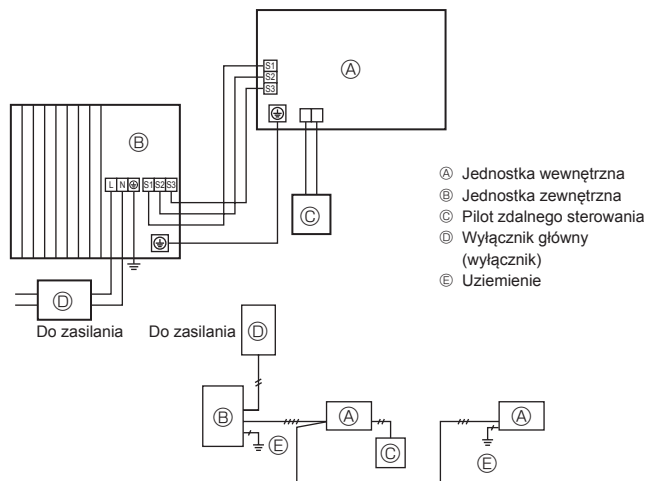 S1
S2
S3
Ⓐ
Ⓑ
L N S1 S2 S3
Ⓒ
Ⓐ Jednostka wewnętrzna
Ⓑ Jednostka zewnętrzna
Ⓒ Pilot zdalnego sterowania
Ⓓ Wyłącznik główny
(wyłącznik)
Ⓔ Uziemienie
Ⓓ
Do zasilania
Do zasilania
Ⓓ
Ⓑ
Ⓐ
Ⓐ
Ⓔ
Ⓒ
Ⓔ